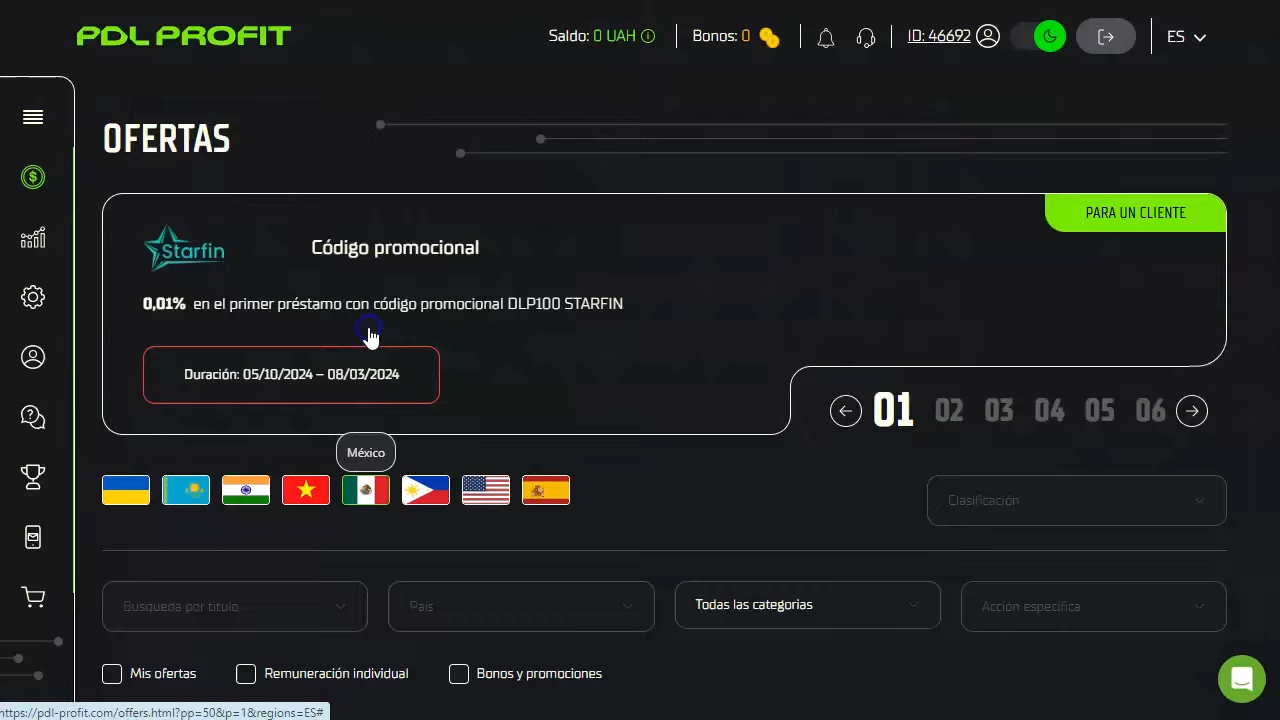 PDL PROFIT
Saldo: 0 UAH
Bonos: 0
ID: 46692
ES
OFERTAS
PARA UN CLIENTE
Starfin
Código promocional
0,01% en el primer préstamo con código promocional DLP100 STARFIN
Duración: 05/10/2024 – 08/03/2024
01 02 03 04 05 06
México
Clasificación
Busqueda por titulo
País
Todas las categorias
Acción especifica
Mis ofertas
Remuneración individual
Bonos y promociones
https://pdl-profit.com/offers.html?pp=50&p=1&regions=ES#